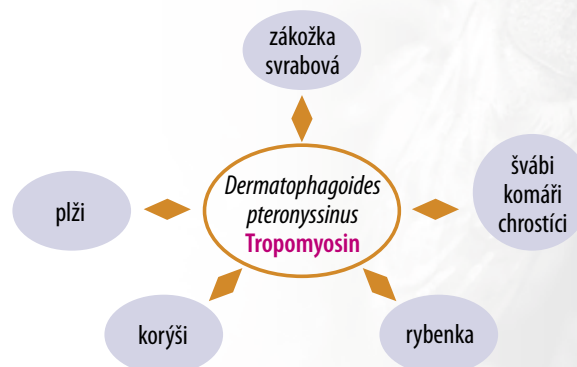 zákožka
svrabová
Dermatophagoides
pteronyssinus
Tropomyosin
švábi
komáři
chrostíci
plži
korýši
rybenka